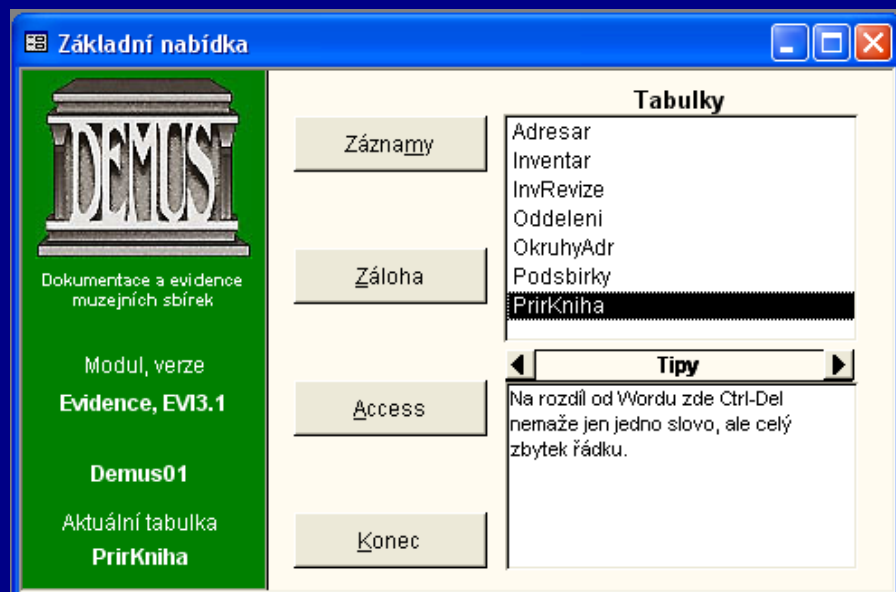 Základní nabídka
DEMUS
Dokumentace a evidence
muzejních sbírek
Modul, verze
Evidence, EVI3.1
Demus01
Aktuální tabulka
PrirKniha
Záznamy
Záloha
Access
Konec
Tabulky
Adresar
Inventar
InvRevize
Oddeleni
OkruhyAdr
Podsbirky
PrirKniha
Tipy
Na rozdíl od Wordu zde Ctrl-Del
nemaže jen jedno slovo, ale celý
zbytek řádku.